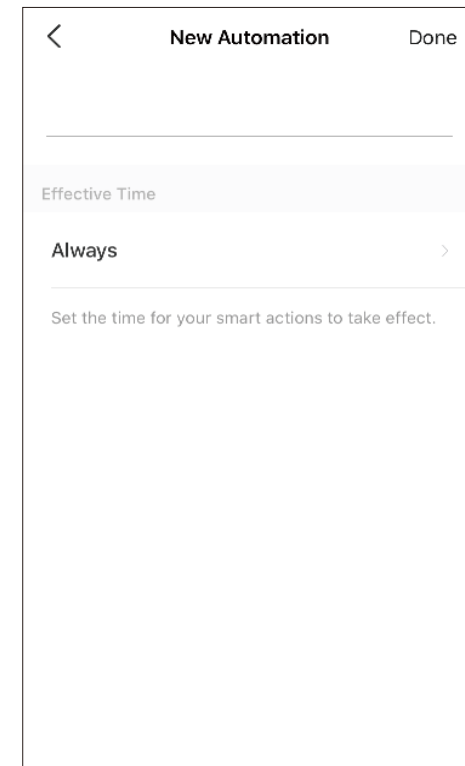 New Automation Done
Effective Time
Always
Set the time for your smart actions to take effect.